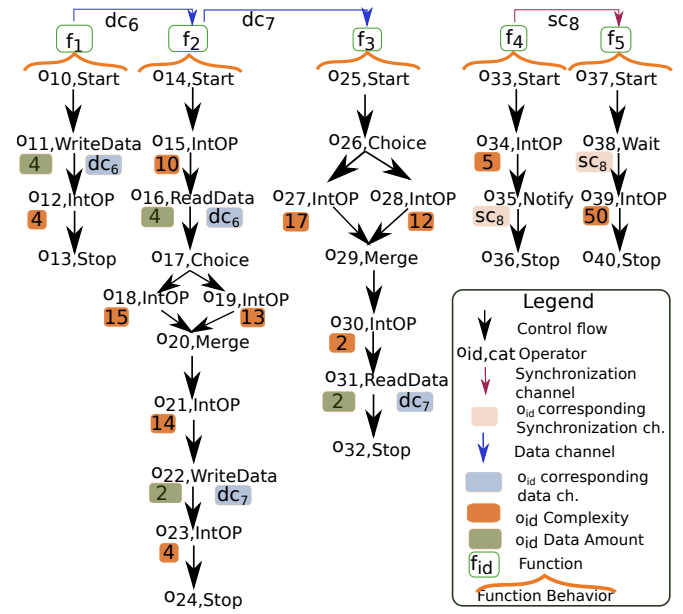 dc6 dc7 sc8
f1 f2 f3 f4 f5
o10,Start o14,Start o25,Start o33,Start o37,Start
o11,WriteData o15,IntOP o26,Choice o34,IntOP o38,Wait
4 dc6 10 5 sc8
o12,IntOP o16,ReadData o27,IntOP o28,IntOP o35,Notify o39,IntOP
4 4 dc6 17 12 sc8 50
o13,Stop o17,Choice o29,Merge o36,Stop o40,Stop
o18,IntOP o19,IntOP
15 13
o20,Merge o30,IntOP
2
o21,IntOP o31,ReadData
14 2 dc7
o32,Stop
o22,WriteData
2 dc7
o23,IntOP
4
o24,Stop
Legend
Control flow
oid,cat Operator
Synchronization
channel
oid corresponding
Synchronization ch.
Data channel
oid corresponding
data ch.
oid Complexity
oid Data Amount
fid Function
Function Behavior